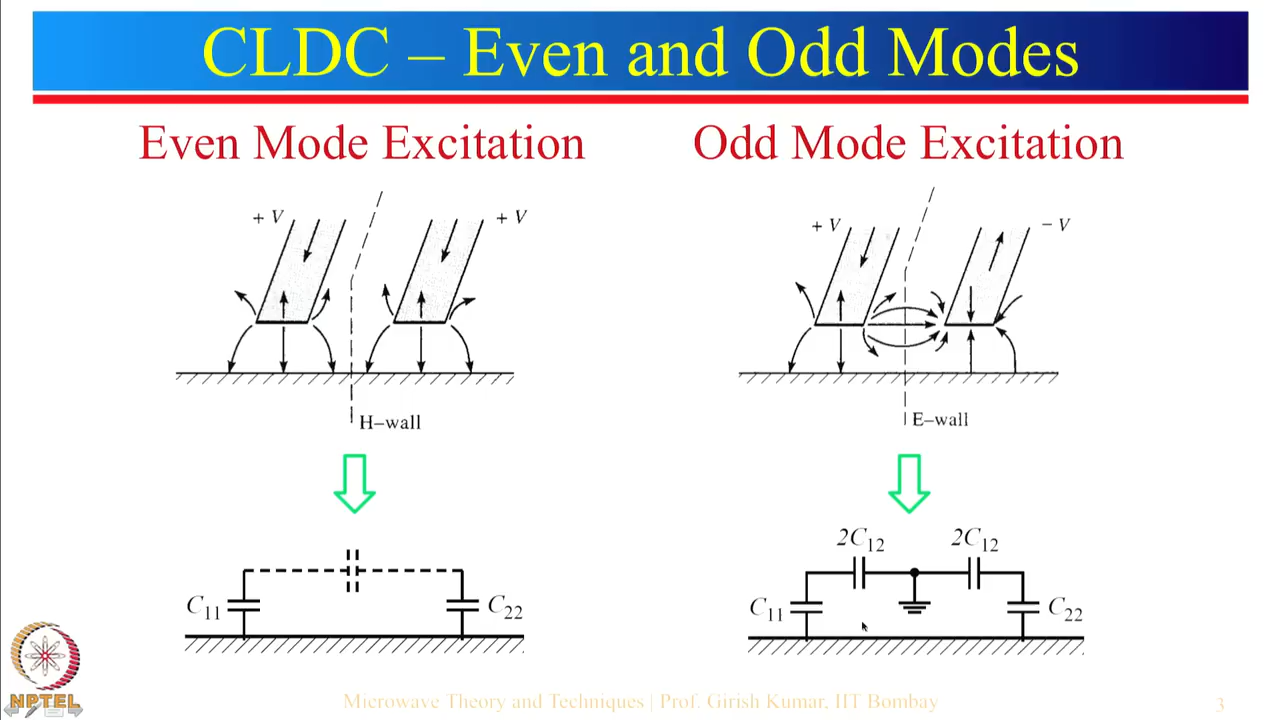 CLDC – Even and Odd Modes
Even Mode Excitation
Odd Mode Excitation
+ V
+ V
H–wall
+ V
– V
E–wall
C11
C22
2C12
2C12
C11
C22
NPTEL
Microwave Theory and Techniques | Prof. Girish Kumar, IIT Bombay
3